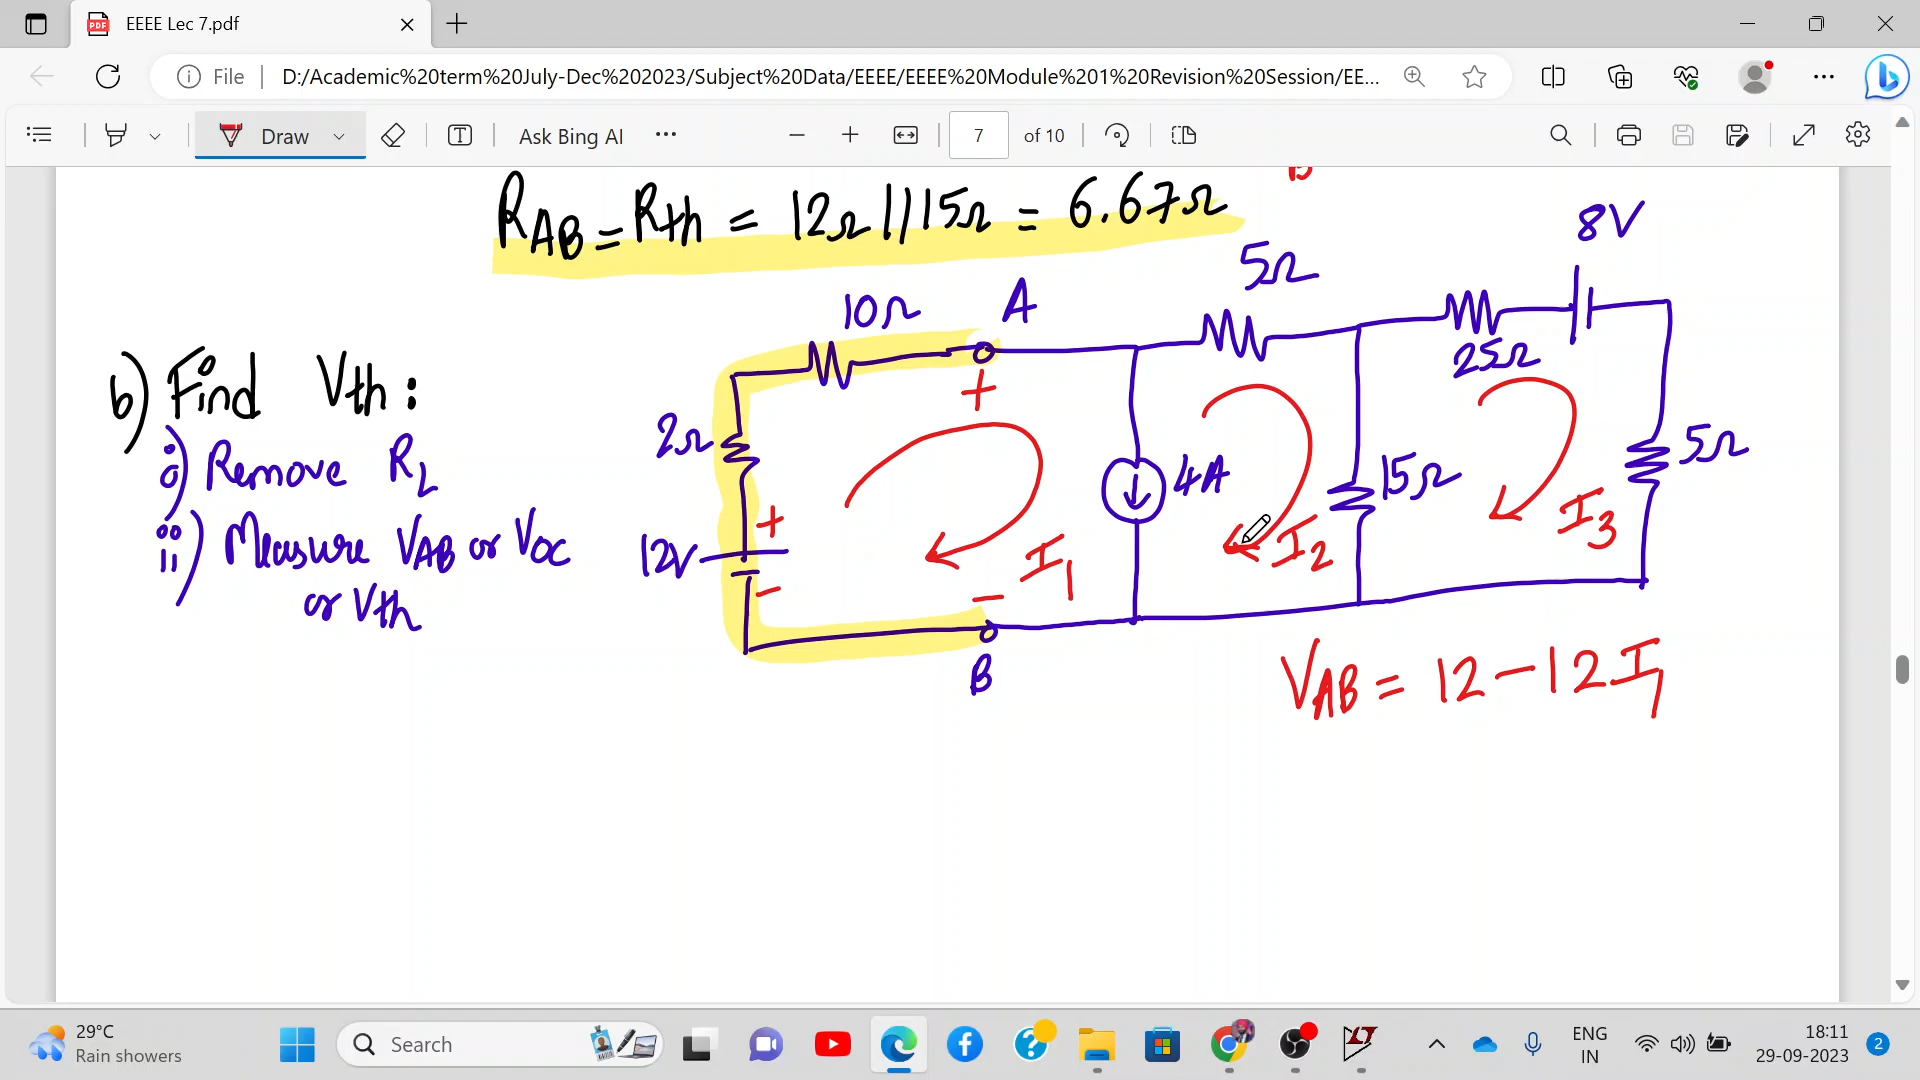 EEEE Lec 7.pdf
File
D:/Academic%20term%20July-Dec%202023/Subject%20Data/EEEE/EEEE%20Module%201%20Revision%20Session/EE...
Draw
Ask Bing AI
7 of 10
B
RAB = Rth = 12Ω || 15Ω = 6.67Ω
8V
5Ω
10Ω
A
25Ω
b) Find Vth :
+
2Ω
5Ω
i) Remove RL
4A
15Ω
+
I3
ii) Measure VAB or VOC
12V
I1
I2
or Vth
-
-
B
VAB = 12 - 12 I1
29°C
Rain showers
Search
ENG
IN
18:11
29-09-2023
2